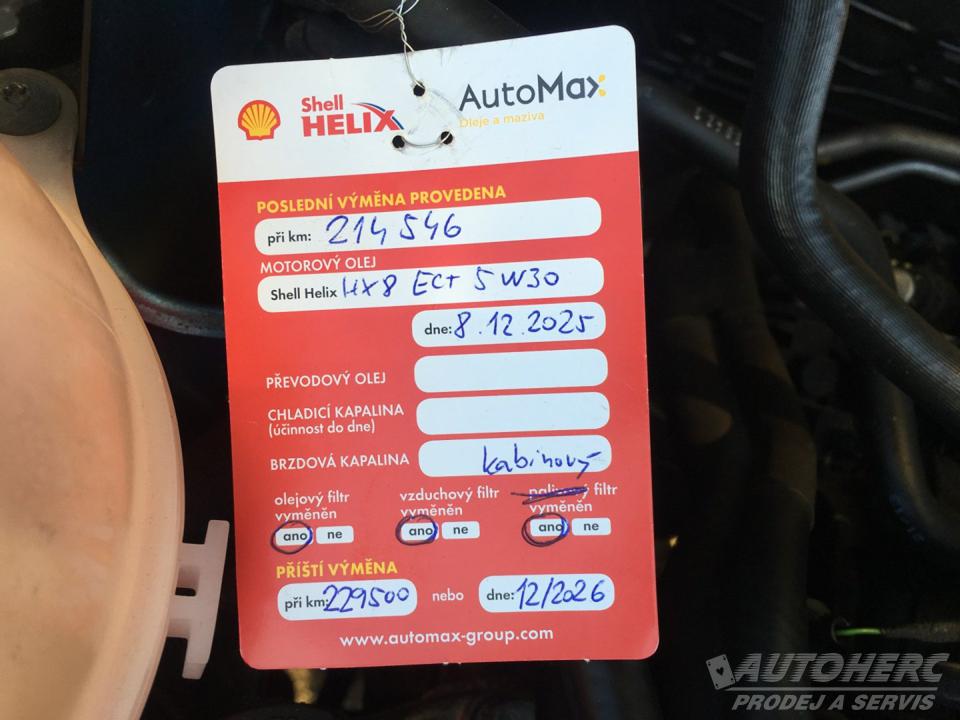 Shell
HELIX
AutoMax
Oleje a maziva
POSLEDNÍ VÝMĚNA PROVEDENA
při km: 214 546
MOTOROVÝ OLEJ
Shell Helix HX8 ECT 5W30
dne: 8.12.2025
PŘEVODOVÝ OLEJ
CHLADICÍ KAPALINA
(účinnost do dne)
BRZDOVÁ KAPALINA
kabinový
olejový filtr
vyměněn
ano ne
vzduchový filtr
vyměněn
ano ne
palivový filtr
vyměněn
ano ne
PŘÍŠTÍ VÝMĚNA
při km: 229500 nebo dne: 12/2026
www.automax-group.com
AUTOHERC
PRODEJ A SERVIS